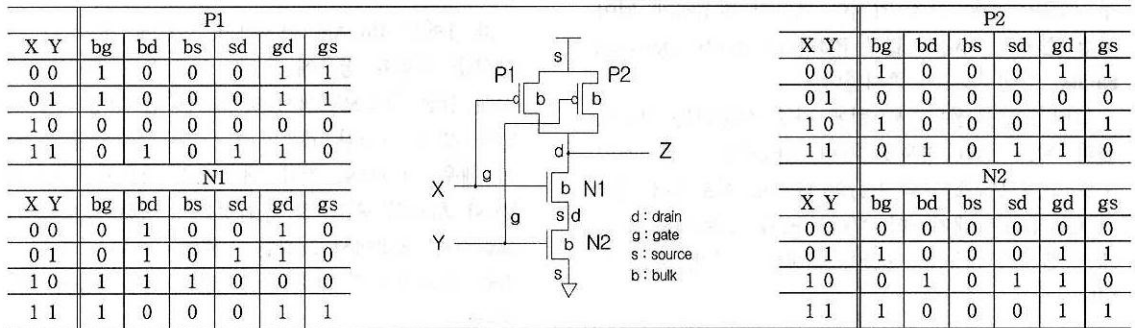 P1
X Y bg bd bs sd gd gs
0 0 1 0 0 0 1 1
0 1 1 0 0 0 1 1
1 0 0 0 0 0 0 0
1 1 0 1 0 1 1 0
N1
X Y bg bd bs sd gd gs
0 0 0 1 0 0 1 0
0 1 0 1 0 1 1 0
1 0 1 1 1 0 0 0
1 1 1 0 0 0 1 1
s
P1 P2
b b
d Z
g
X b N1
s d
g
Y b N2
s
d : drain
g : gate
s : source
b : bulk
P2
X Y bg bd bs sd gd gs
0 0 1 0 0 0 1 1
0 1 0 0 0 0 0 0
1 0 1 0 0 0 1 1
1 1 0 1 0 1 1 0
N2
X Y bg bd bs sd gd gs
0 0 0 0 0 0 0 0
0 1 1 0 0 0 1 1
1 0 0 1 0 1 1 0
1 1 1 0 0 0 1 1